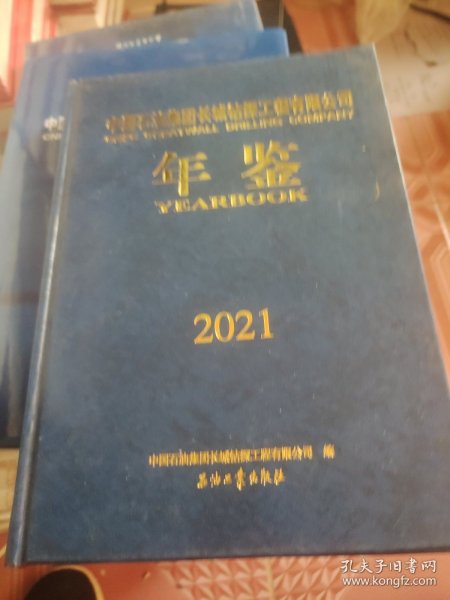 中国石油集团长城钻探工程有限公司
CNPC GREATWALL DRILLING COMPANY
年鉴
YEARBOOK
2021
中国石油集团长城钻探工程有限公司 编
石油工业出版社
孔夫子旧书网
www.kongfz.com